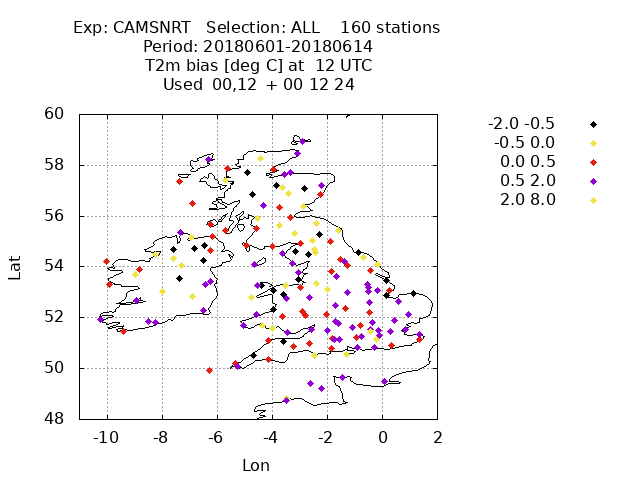 Exp: CAMSNRT   Selection: ALL    160 stations
Period: 20180601-20180614
T2m bias [deg C] at  12 UTC
Used  00,12  + 00 12 24
-2.0 -0.5
-0.5 0.0
0.0 0.5
0.5 2.0
2.0 8.0
60
58
56
54
52
50
48
Lat
-10 -8 -6 -4 -2 0 2
Lon